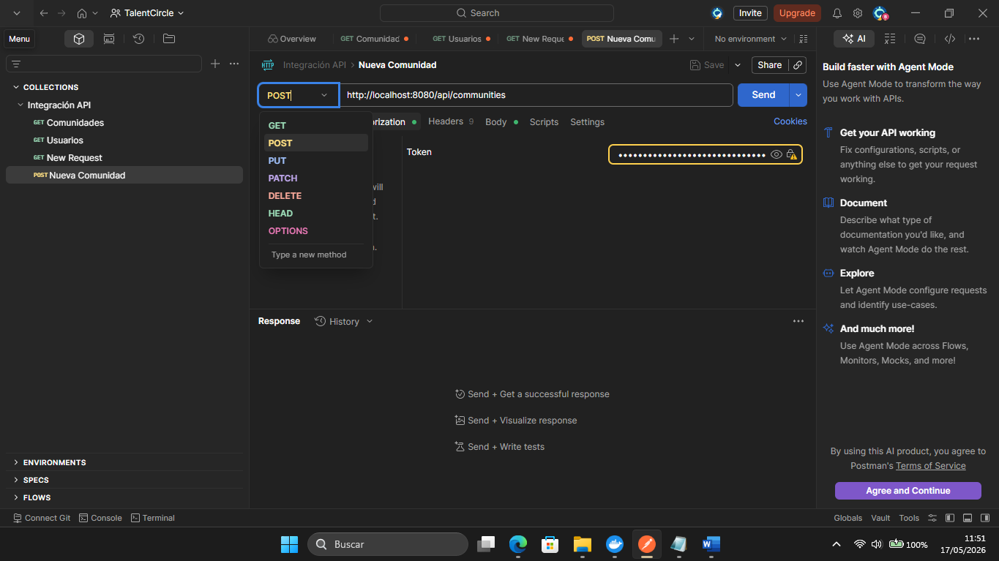 TalentCircle
Search
Invite
Upgrade
Menu
Overview
GET Comunidad
GET Usuarios
GET New Reque
POST Nueva Comu
No environment
AI
Integración API > Nueva Comunidad
Save
Share
POST
http://localhost:8080/api/communities
Send
orization
Headers 9
Body
Scripts
Settings
Cookies
GET
POST
PUT
PATCH
DELETE
HEAD
OPTIONS
Type a new method
Token
will
d
t.
.
COLLECTIONS
Integración API
GET Comunidades
GET Usuarios
GET New Request
POST Nueva Comunidad
ENVIRONMENTS
SPECS
FLOWS
Response
History
Send + Get a successful response
Send + Visualize response
Send + Write tests
Build faster with Agent Mode
Use Agent Mode to transform the way
you work with APIs.
Get your API working
Fix configurations, scripts, or
anything else to get your request
working.
Document
Describe what type of
documentation you'd like, and
watch Agent Mode do the rest.
Explore
Let Agent Mode configure requests
and identify use-cases.
And much more!
Use Agent Mode across Flows,
Monitors, Mocks, and more!
By using this AI product, you agree to
Postman's Terms of Service
Agree and Continue
Connect Git
Console
Terminal
Globals
Vault
Tools
Buscar
100%
11:51
17/05/2026